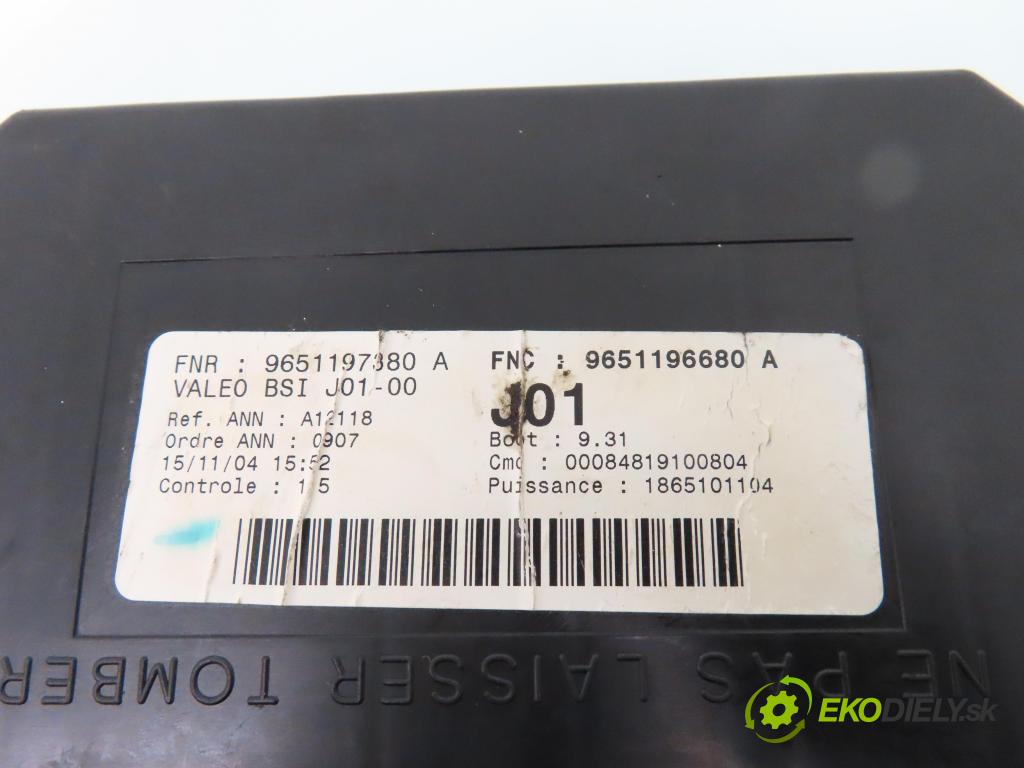 FNR : 9651197380 A
VALEO BSI J01-00
Ref. ANN : A12118
Ordre ANN : 0907
15/11/04 15:52
Controle : 15
FNC : 9651196680 A
J01
Boot : 9.31
Cmc : 00084819100804
Puissance : 1865101104
NE PAS LAISSER TOMBER
EKODIELY.sk